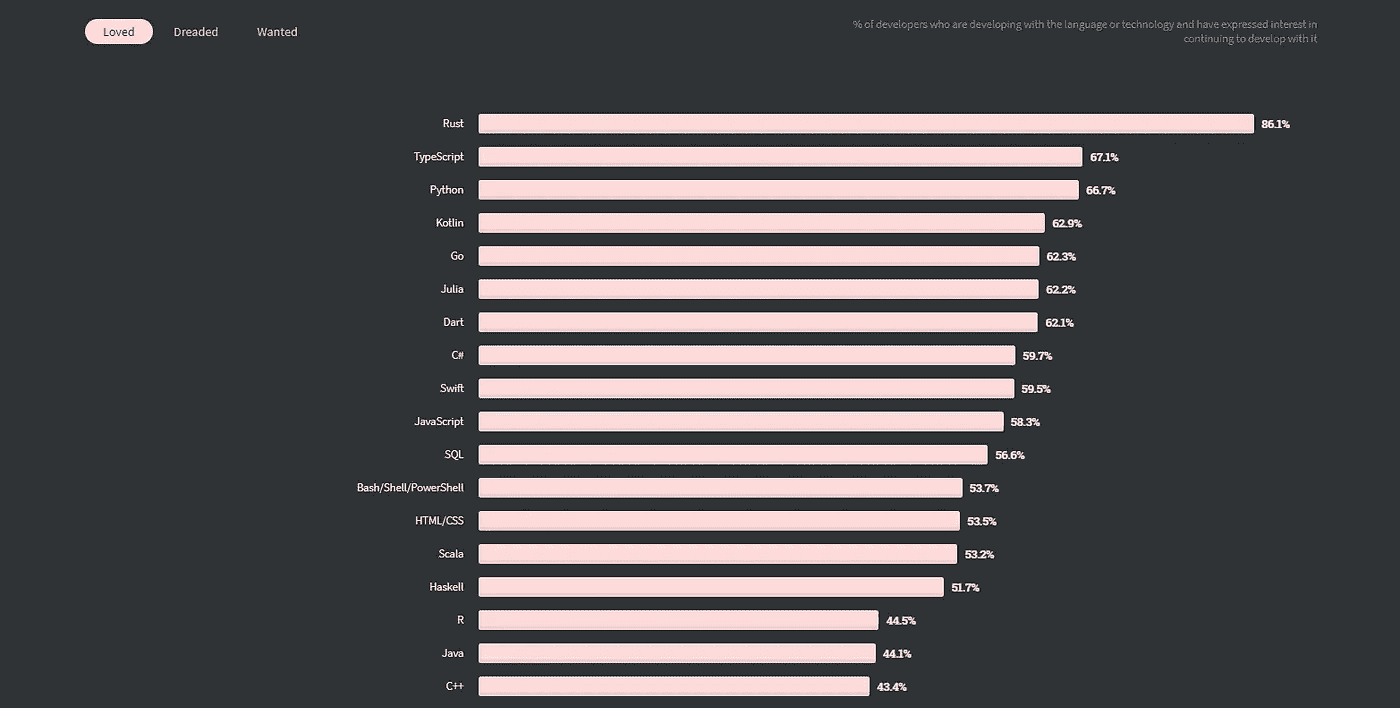 Loved Dreaded Wanted
% of developers who are developing with the language or technology and have expressed interest in
continuing to develop with it
Rust 86.1%
TypeScript 67.1%
Python 66.7%
Kotlin 62.9%
Go 62.3%
Julia 62.2%
Dart 62.1%
C# 59.7%
Swift 59.5%
JavaScript 58.3%
SQL 56.6%
Bash/Shell/PowerShell 53.7%
HTML/CSS 53.5%
Scala 53.2%
Haskell 51.7%
R 44.5%
Java 44.1%
C++ 43.4%